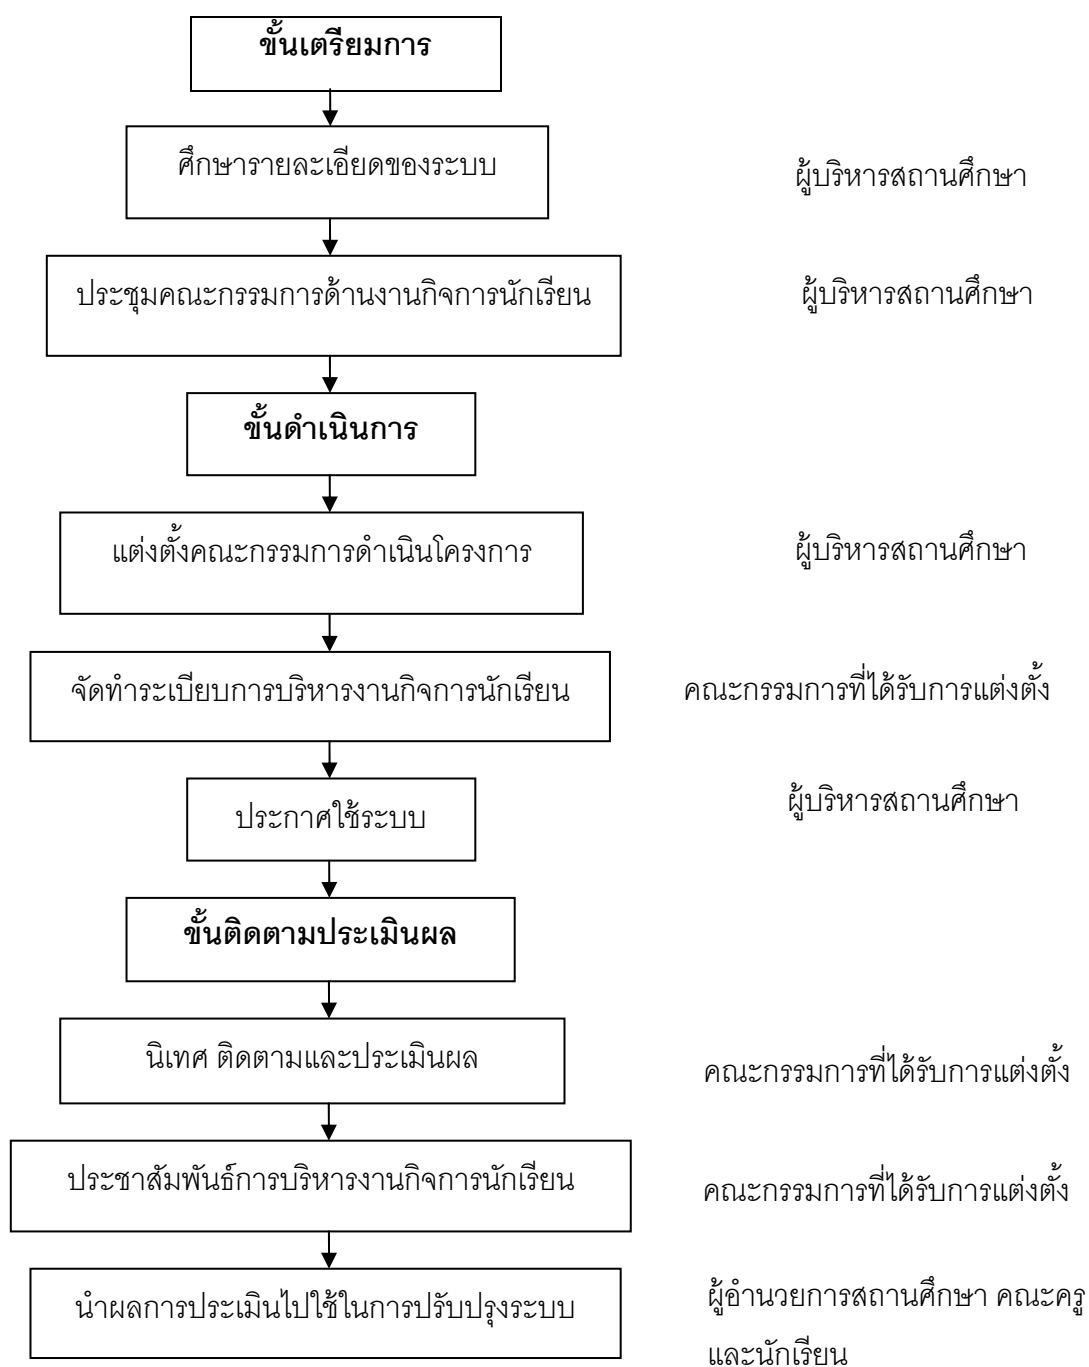 ขั้นเตรียมการ
ศึกษารายละเอียดของระบบ
ผู้บริหารสถานศึกษา
ประชุมคณะกรรมการด้านงานกิจการนักเรียน
ผู้บริหารสถานศึกษา
ขั้นดำเนินการ
แต่งตั้งคณะกรรมการดำเนินโครงการ
ผู้บริหารสถานศึกษา
จัดทำระเบียบการบริหารงานกิจการนักเรียน
คณะกรรมการที่ได้รับการแต่งตั้ง
ประกาศใช้ระบบ
ผู้บริหารสถานศึกษา
ขั้นติดตามประเมินผล
นิเทศ ติดตามและประเมินผล
คณะกรรมการที่ได้รับการแต่งตั้ง
ประชาสัมพันธ์การบริหารงานกิจการนักเรียน
คณะกรรมการที่ได้รับการแต่งตั้ง
นำผลการประเมินไปใช้ในการปรับปรุงระบบ
ผู้อำนวยการสถานศึกษา คณะครู
และนักเรียน